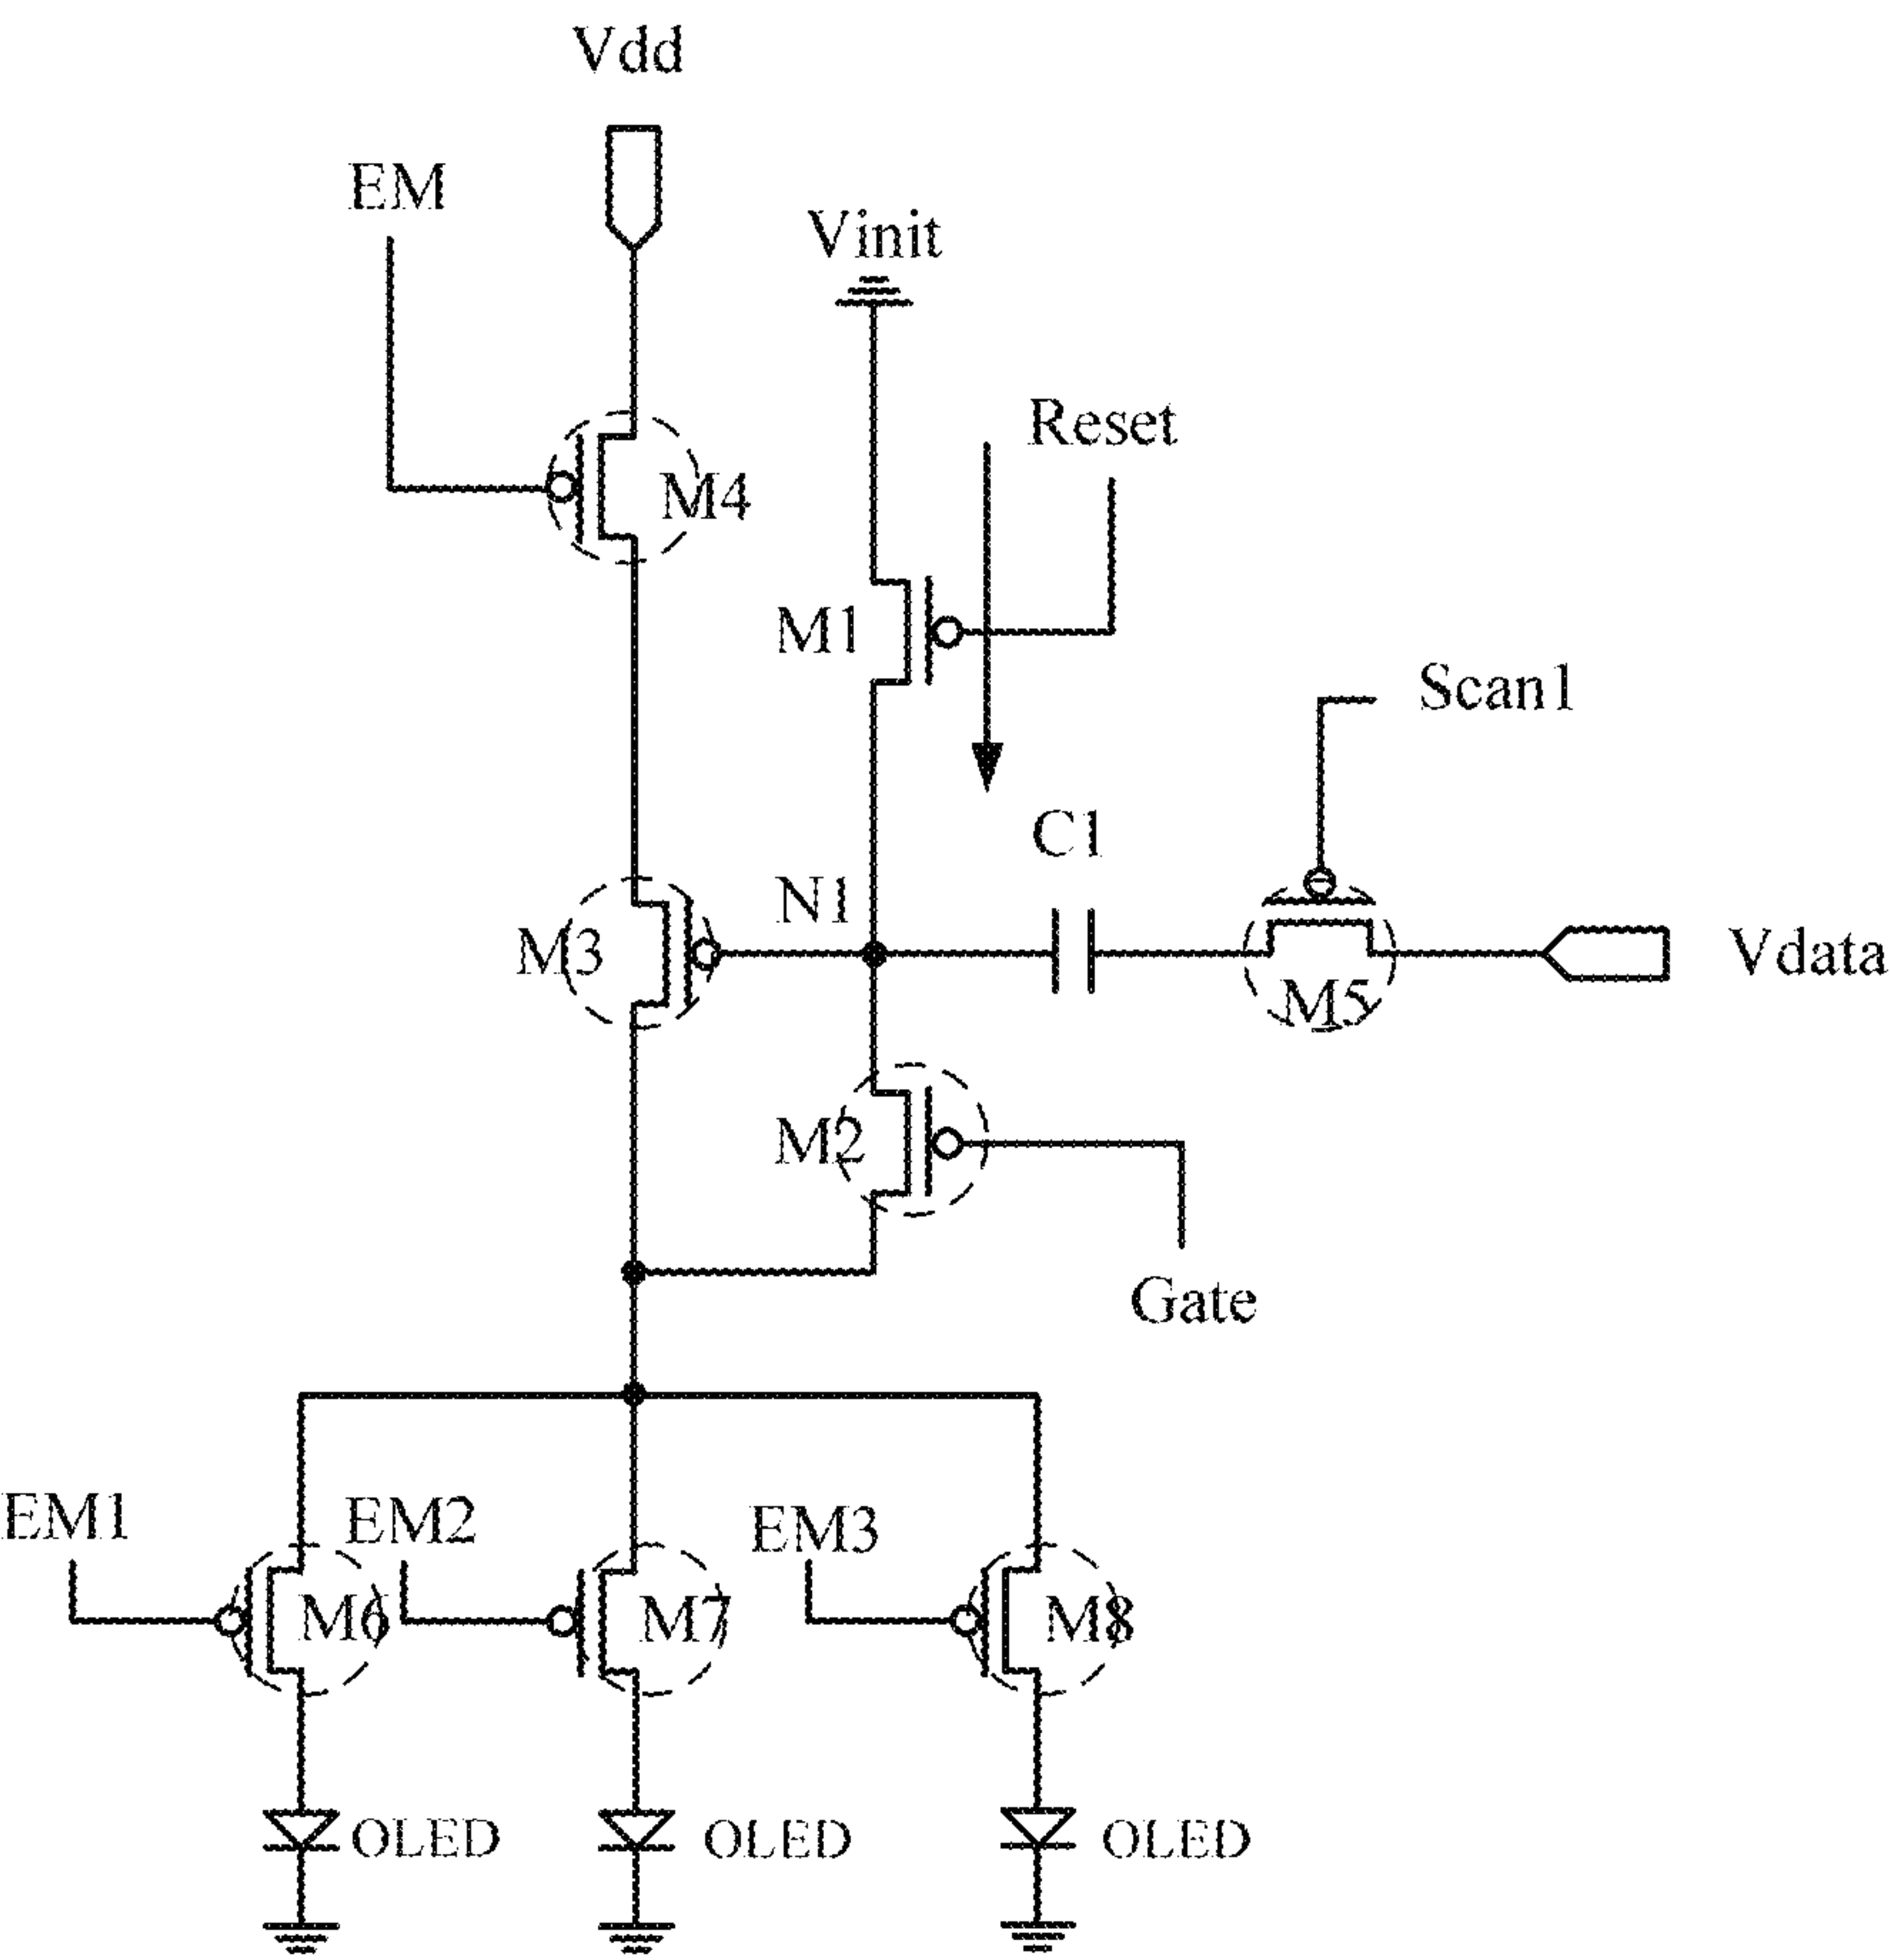 Vdd
EM
Vinit
Reset
M4
M1
Scan1
C1
N1
M3
Vdata
M5
M2
Gate
EM1
EM2
EM3
M6
M7
M8
OLED
OLED
OLED